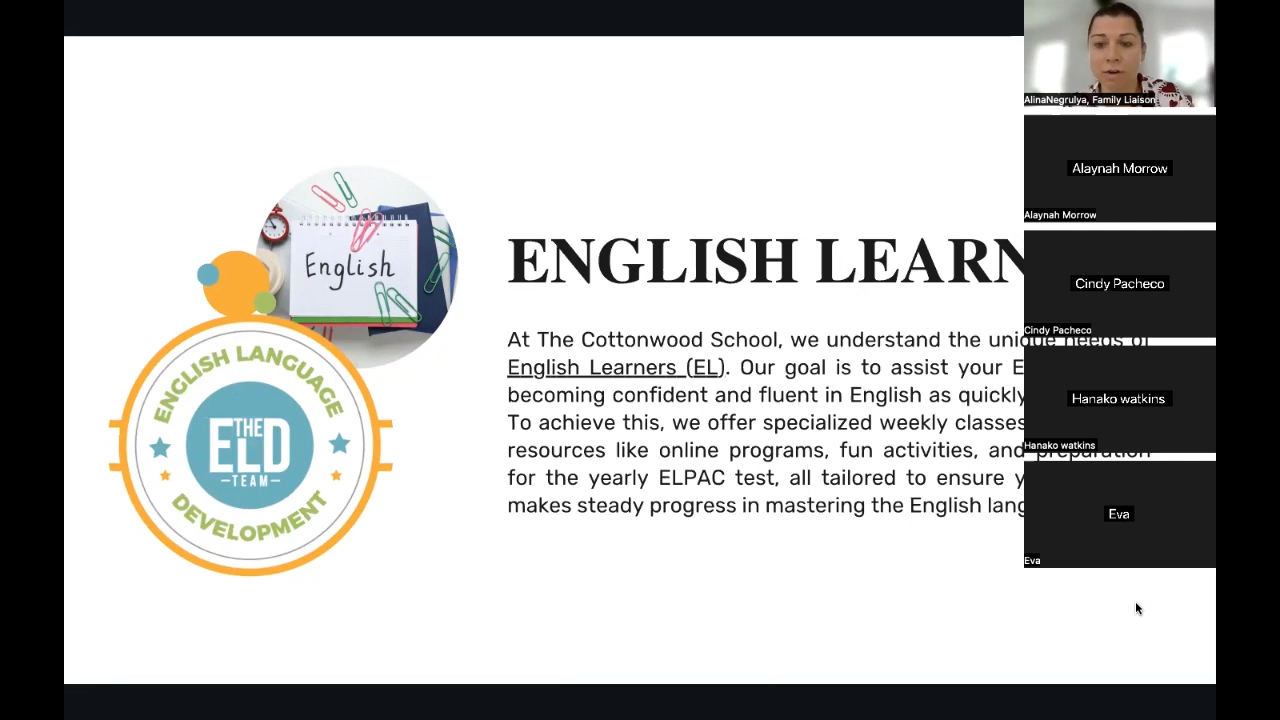 AlinaNegrulya, Family Liaison
Alaynah Morrow
Alaynah Morrow
Cindy Pacheco
Cindy Pacheco
Hanako watkins
Hanako watkins
Eva
Eva
English
ENGLISH LANGUAGE
THE
ELD
TEAM
DEVELOPMENT
ENGLISH LEARN
At The Cottonwood School, we understand the unique needs of
English Learners (EL). Our goal is to assist your E
becoming confident and fluent in English as quickly
To achieve this, we offer specialized weekly classes
resources like online programs, fun activities, and preparation
for the yearly ELPAC test, all tailored to ensure y
makes steady progress in mastering the English lang